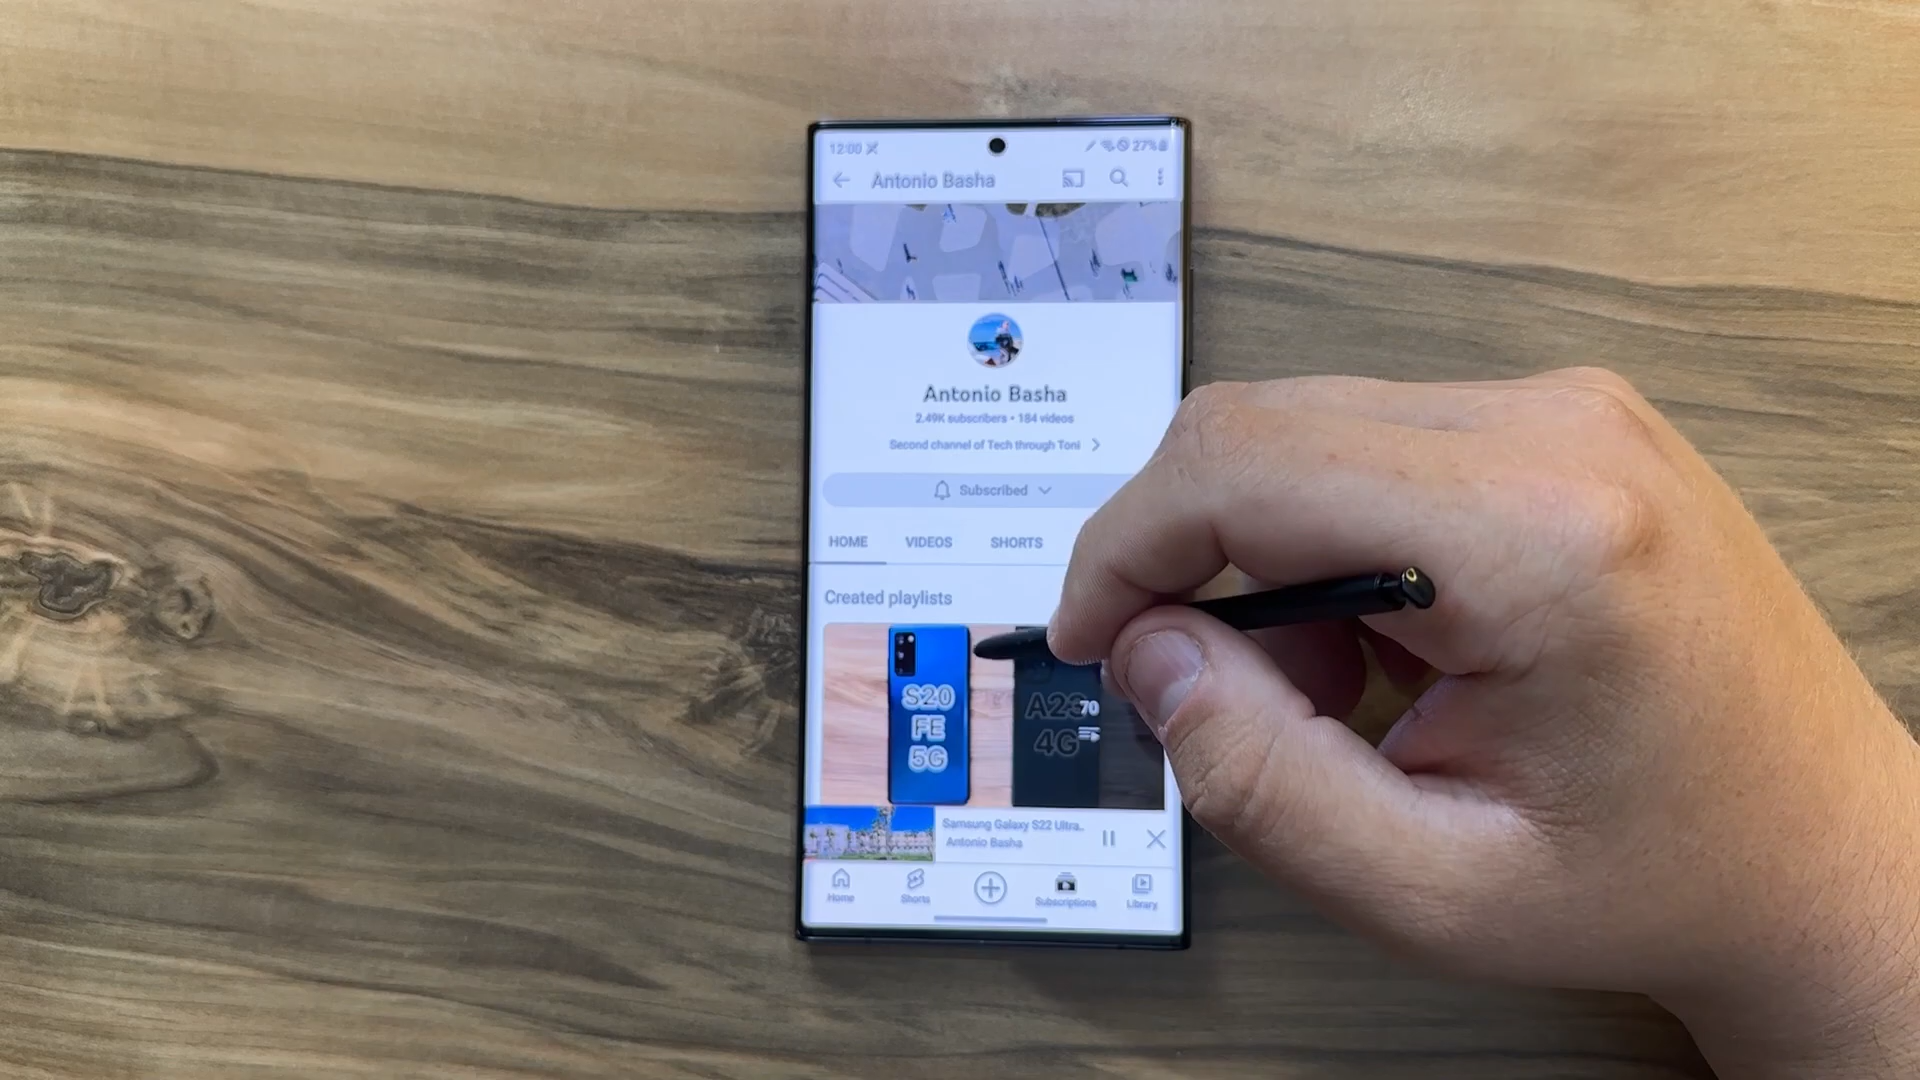 12:00
27%
Antonio Basha
Antonio Basha
2.49K subscribers • 184 videos
Second channel of Tech through Toni
Subscribed
HOME VIDEOS SHORTS
Created playlists
S20
FE
5G
A23
4G
70
Samsung Galaxy S22 Ultra..
Antonio Basha
Home
Shorts
Subscriptions
Library